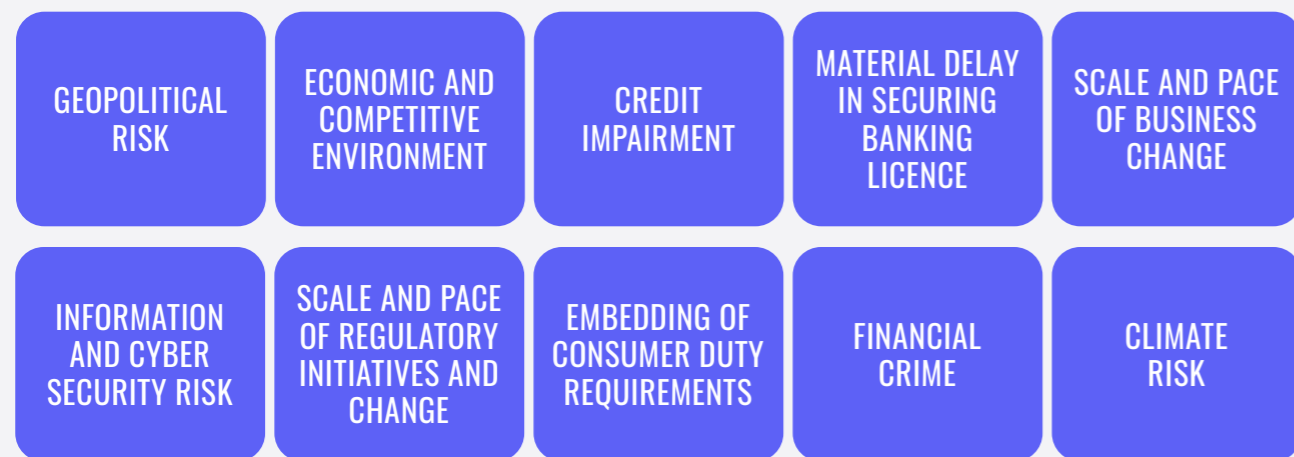 GEOPOLITICAL
RISK
ECONOMIC AND
COMPETITIVE
ENVIRONMENT
CREDIT
IMPAIRMENT
MATERIAL DELAY
IN SECURING
BANKING
LICENCE
SCALE AND PACE
OF BUSINESS
CHANGE
INFORMATION
AND CYBER
SECURITY RISK
SCALE AND PACE
OF REGULATORY
INITIATIVES AND
CHANGE
EMBEDDING OF
CONSUMER DUTY
REQUIREMENTS
FINANCIAL
CRIME
CLIMATE
RISK